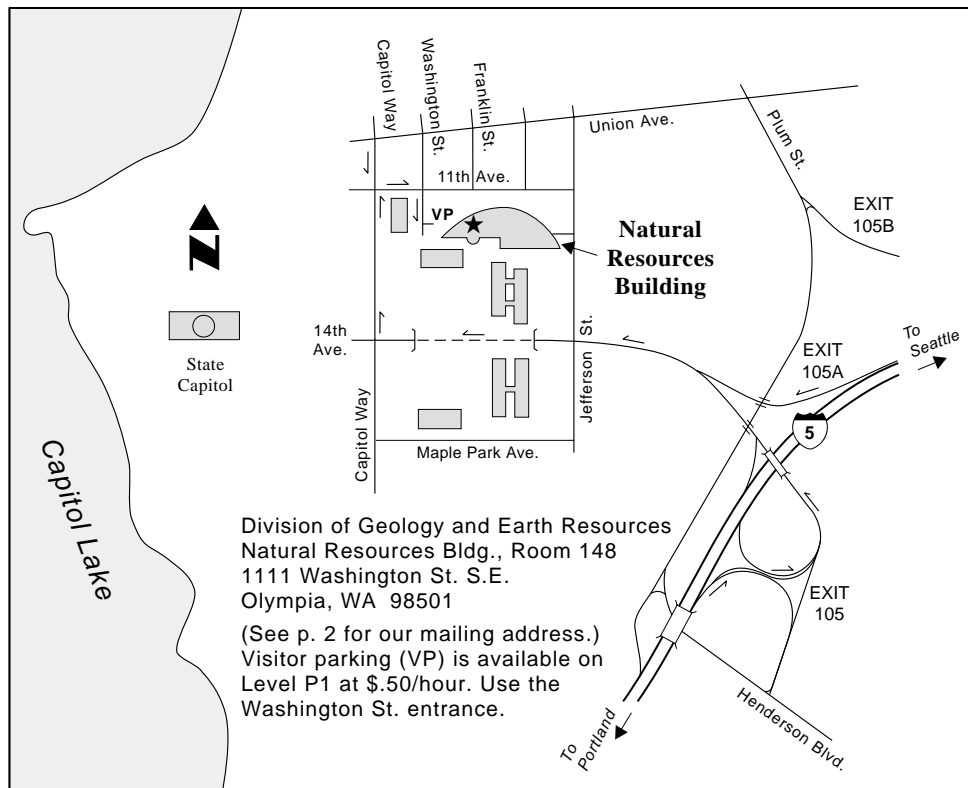 Capitol Way
Washington St.
Franklin St.
Union Ave.
Plum St.
11th Ave.
EXIT
105B
VP
Natural
Resources
Building
N
State
Capitol
14th
Ave.
Jefferson St.
EXIT
105A
To
Seattle
5
Capitol Way
Maple Park Ave.
Capitol Lake
Division of Geology and Earth Resources
Natural Resources Bldg., Room 148
1111 Washington St. S.E.
Olympia, WA 98501
(See p. 2 for our mailing address.)
Visitor parking (VP) is available on
Level P1 at $.50/hour. Use the
Washington St. entrance.
EXIT
105
Henderson Blvd.
To
Portland